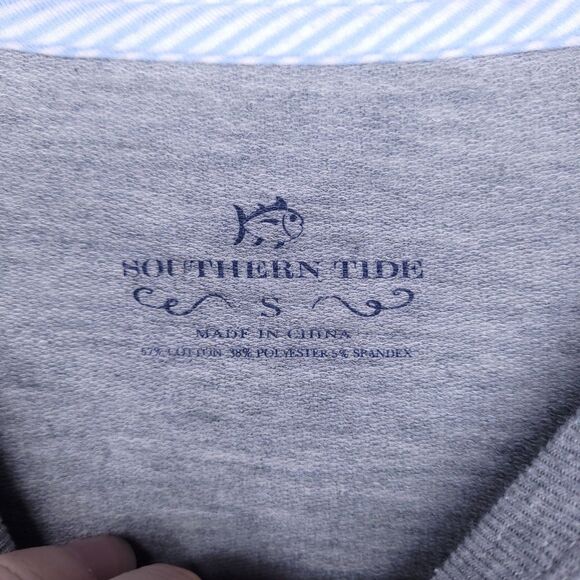 SOUTHERN TIDE
S
MADE IN CHINA
57% COTTON 38% POLYESTER 5% SPANDEX